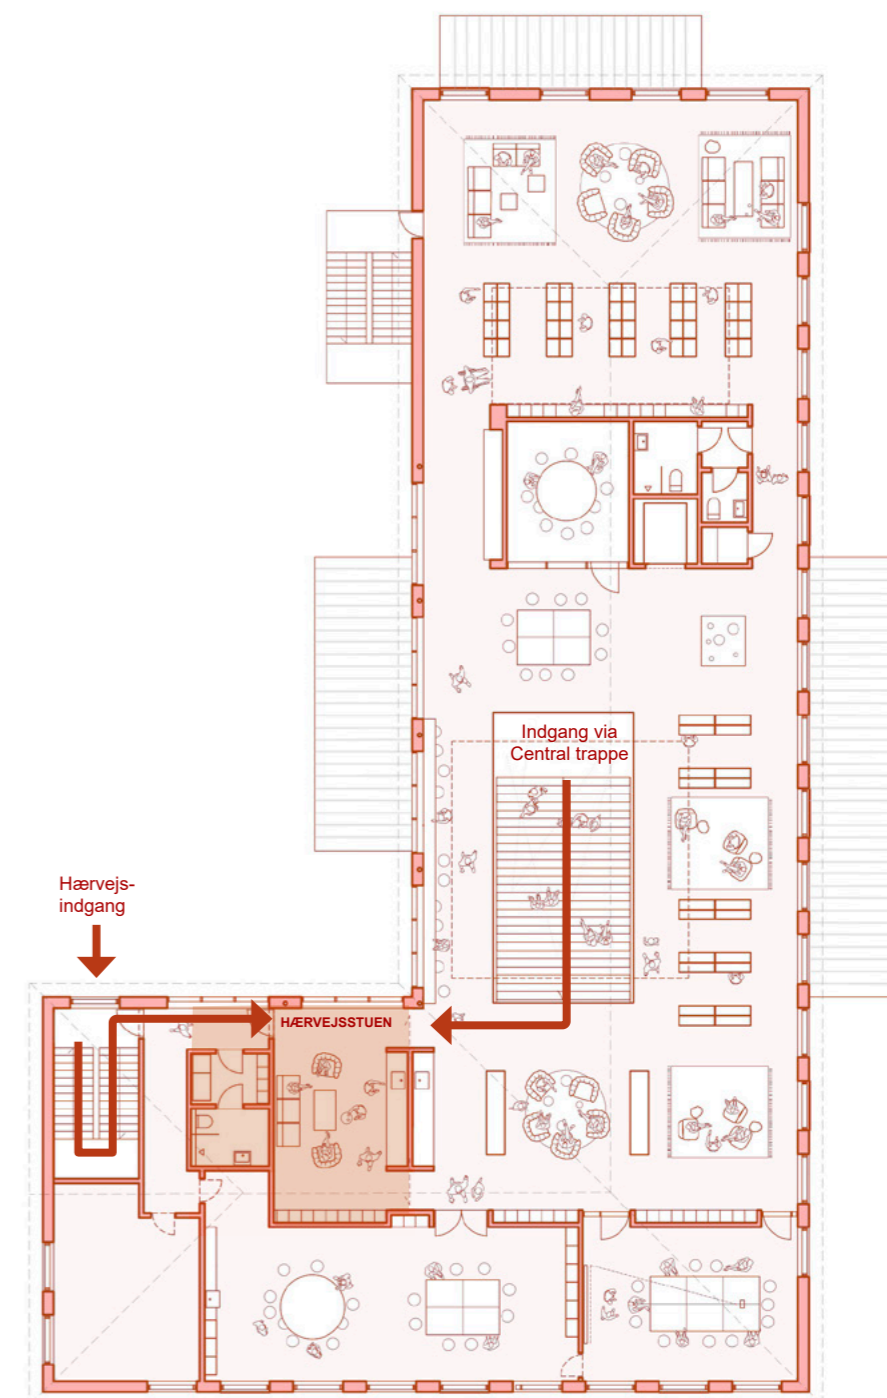 Indgang via
Central trappe
Hærvejs-
indgang
HÆRVEJSSTUEN